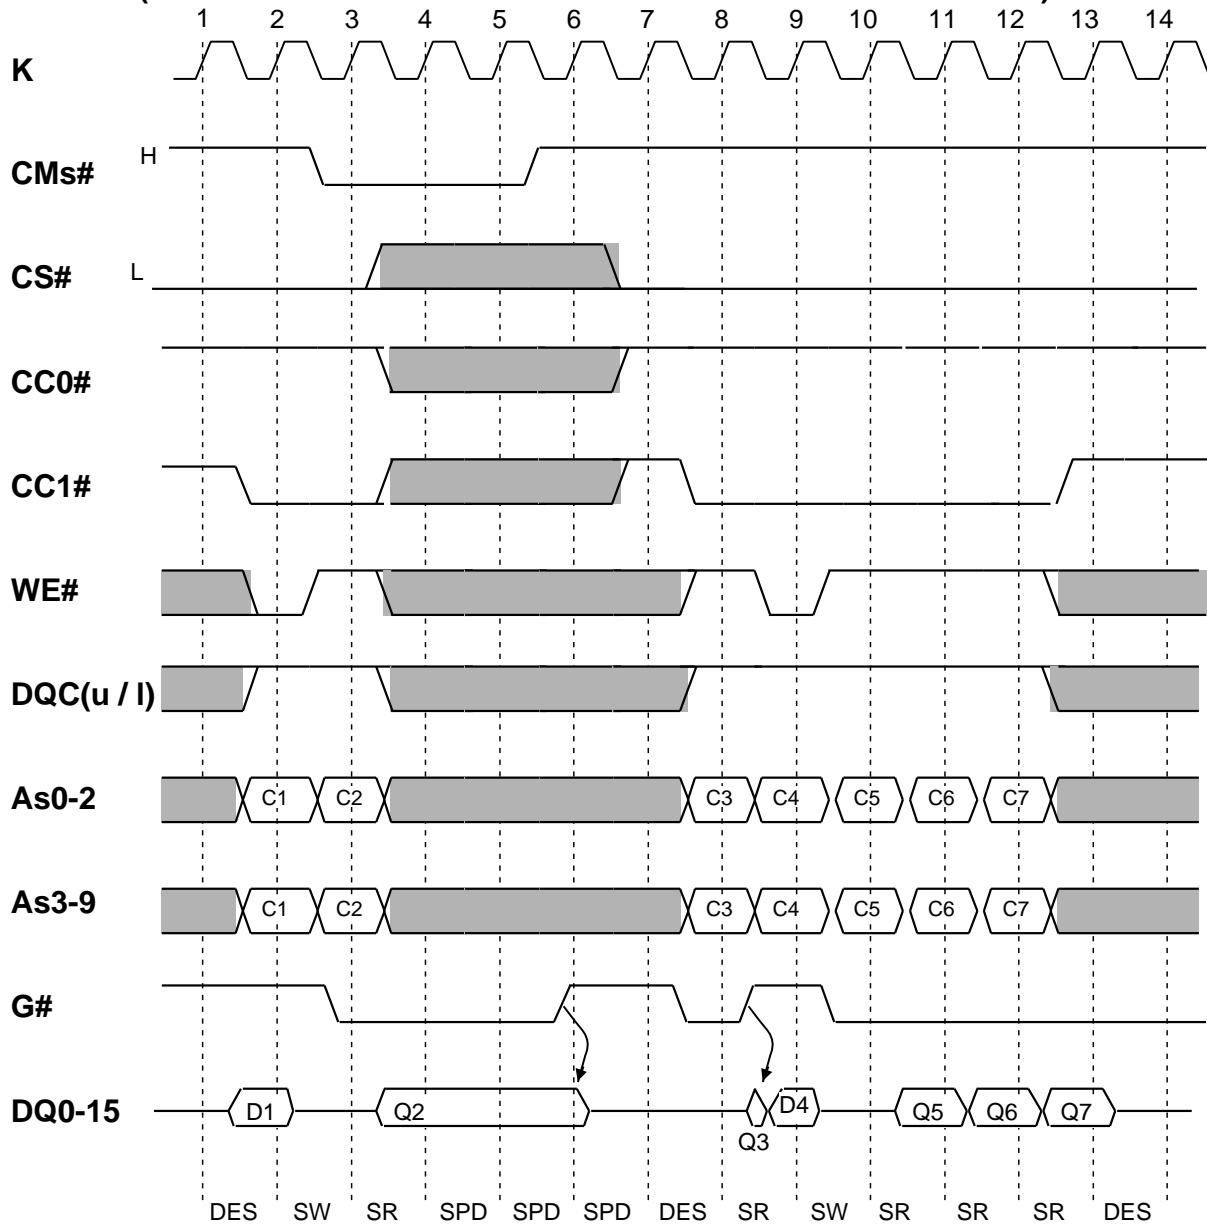 1 2 3 4 5 6 7 8 9 10 11 12 13 14
K
CMs# H
CS# L
CC0#
CC1#
WE#
DQC(u / l)
As0-2 C1 C2 C3 C4 C5 C6 C7
As3-9 C1 C2 C3 C4 C5 C6 C7
G#
DQ0-15 D1 Q2 Q3 D4 Q5 Q6 Q7
DES SW SR SPD SPD SPD DES SR SW SR SR SR DES